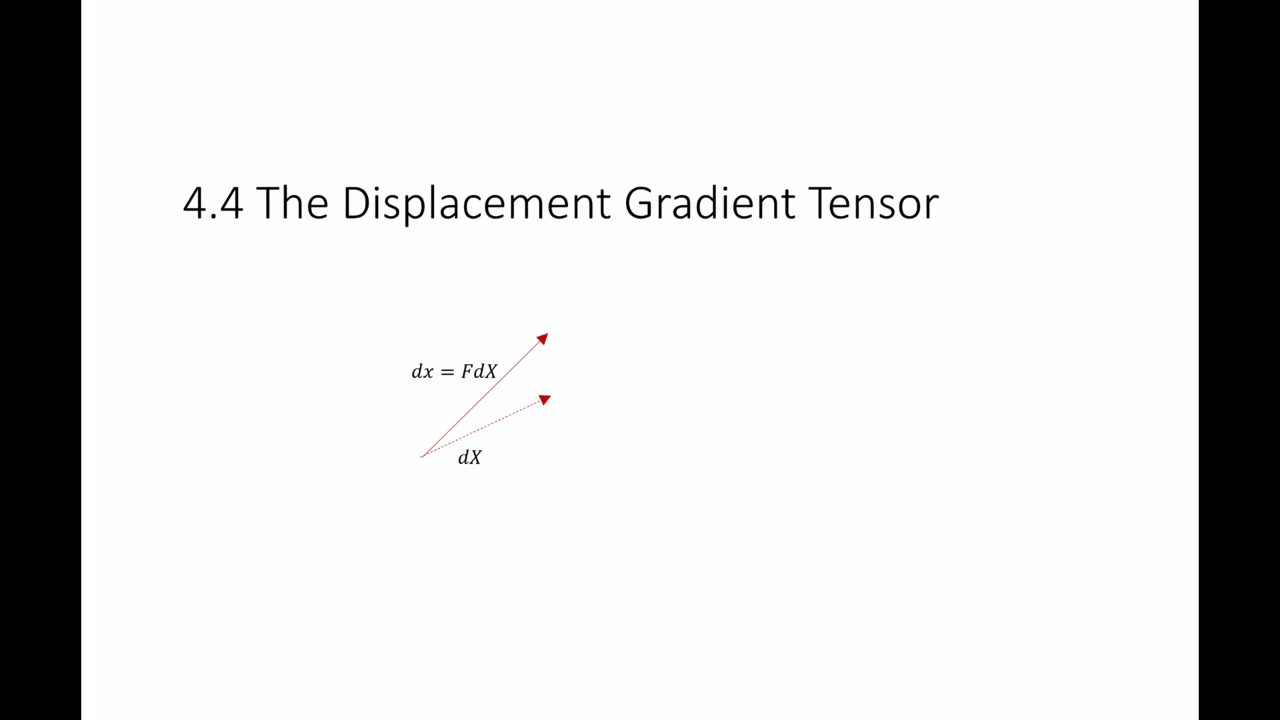 4.4 The Displacement Gradient Tensor
dx = FdX
dX